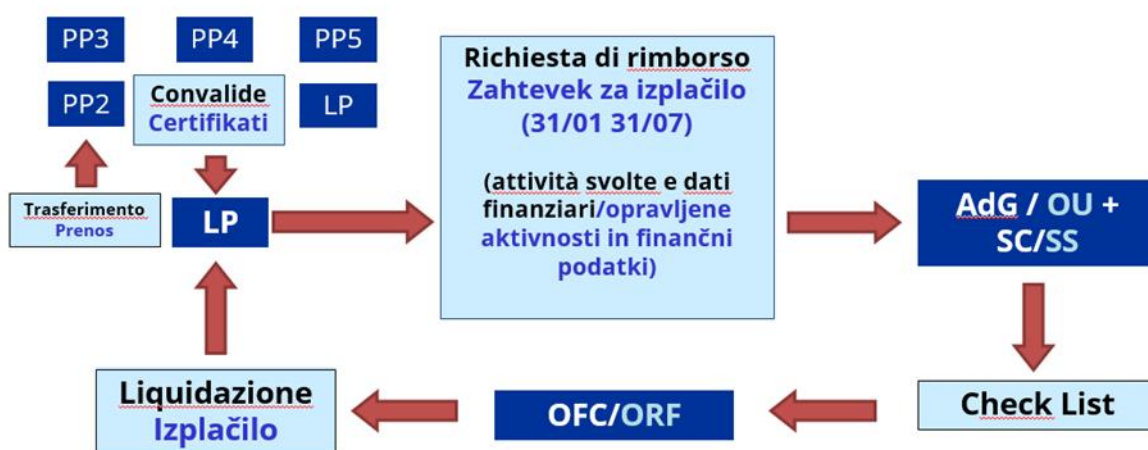 PP3
PP4
PP5
PP2
Convalide
Certifikati
LP
Trasferimento
Prenos
LP
Richiesta di rimborso
Zahtevek za izplačilo
(31/01 31/07)
(attività svolte e dati
finanziari/opravljene
aktivnosti in finančni
podatki)
AdG / OU +
SC/SS
Check List
OFC/ORF
Liquidazione
Izplačilo